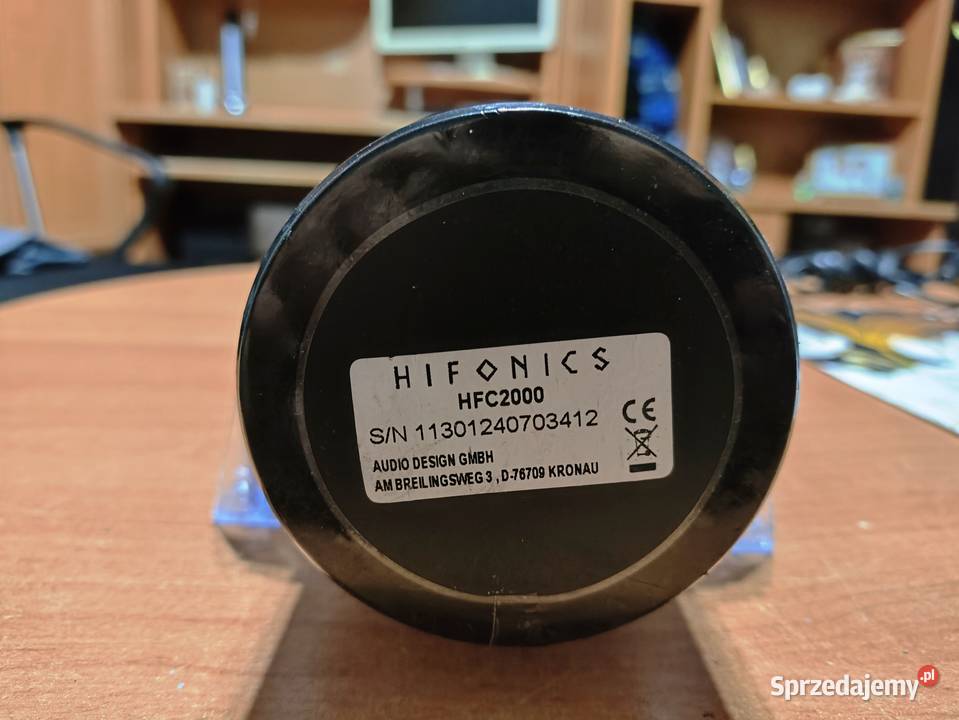 HIFONICS
HFC2000
S/N 11301240703412
CE
AUDIO DESIGN GMBH
AM BREILINGSWEG 3 , D-76709 KRONAU
Sprzedajemy.pl